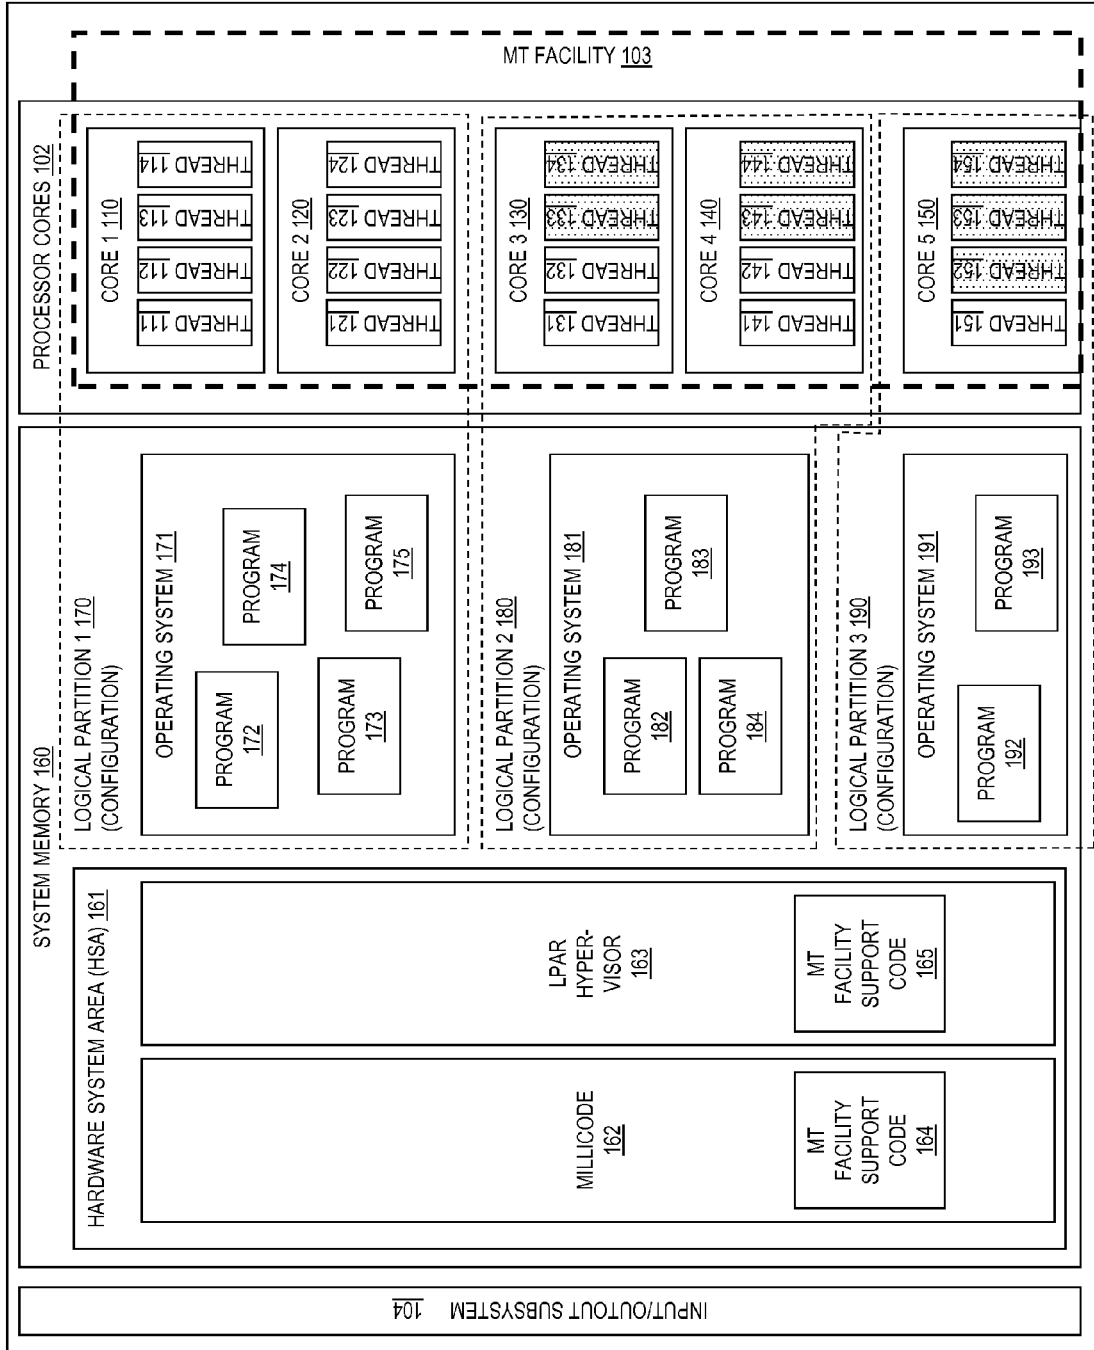 MT FACILITY 103
PROCESSOR CORES 102
CORE 1 110
THREAD 111
THREAD 112
THREAD 113
THREAD 114
CORE 2 120
THREAD 121
THREAD 122
THREAD 123
THREAD 124
CORE 3 130
THREAD 131
THREAD 132
THREAD 133
THREAD 134
CORE 4 140
THREAD 141
THREAD 142
THREAD 143
THREAD 144
CORE 5 150
THREAD 151
THREAD 152
THREAD 153
THREAD 154
SYSTEM MEMORY 160
LOGICAL PARTITION 1 170
(CONFIGURATION)
OPERATING SYSTEM 171
PROGRAM
172
PROGRAM
173
PROGRAM
174
PROGRAM
175
LOGICAL PARTITION 2 180
(CONFIGURATION)
OPERATING SYSTEM 181
PROGRAM
182
PROGRAM
183
PROGRAM
184
LOGICAL PARTITION 3 190
(CONFIGURATION)
OPERATING SYSTEM 191
PROGRAM
192
PROGRAM
193
HARDWARE SYSTEM AREA (HSA) 161
LPAR
HYPER-
VISOR
163
MT
FACILITY
SUPPORT
CODE
165
MILLICODE
162
MT
FACILITY
SUPPORT
CODE
164
INPUT/OUTOUT SUBSYSTEM 104